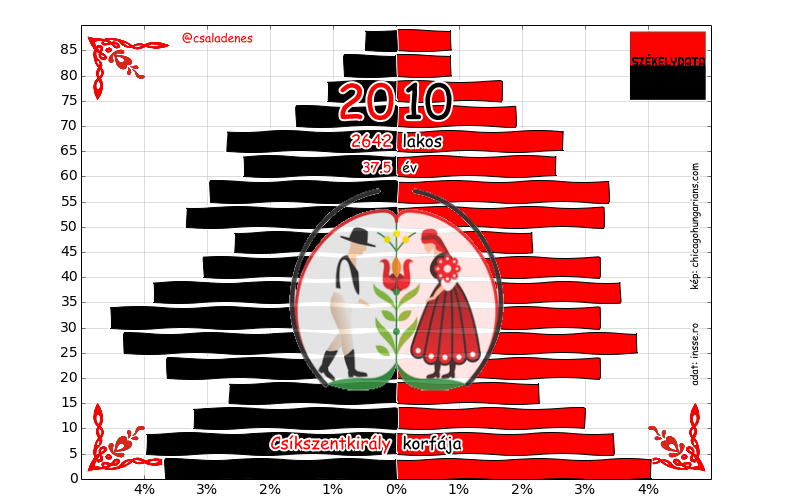 @csaladenes
SZÉKELYDATA
2010
2642 lakos
37.5 év
kép: chicagohungarians.com
adat: insse.ro
Csíkszentkirály korfája
85
80
75
70
65
60
55
50
45
40
35
30
25
20
15
10
5
0
4% 3% 2% 1% 0% 1% 2% 3% 4%